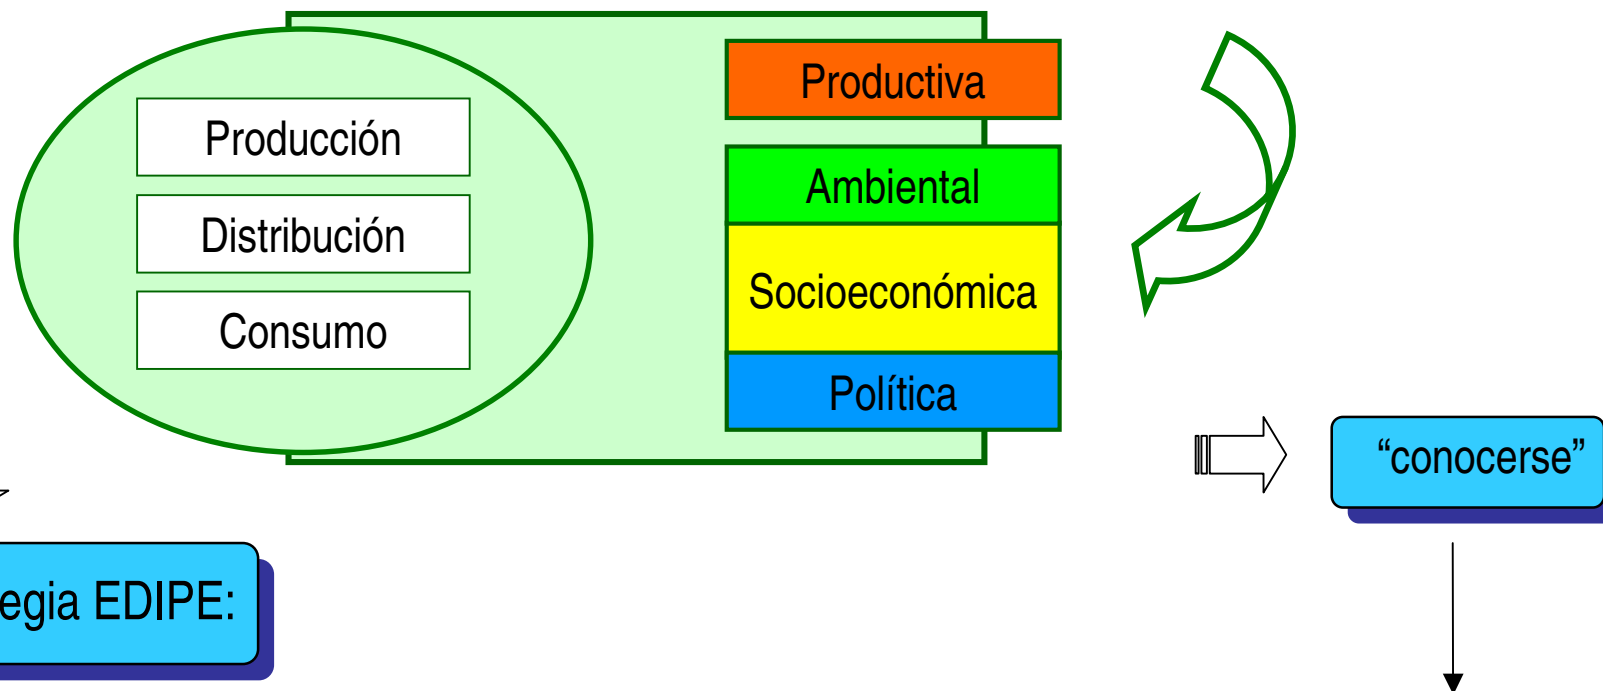 Producción
Distribución
Consumo
Productiva
Ambiental
Socioeconómica
Política
“conocerse”
egia EDIPE: